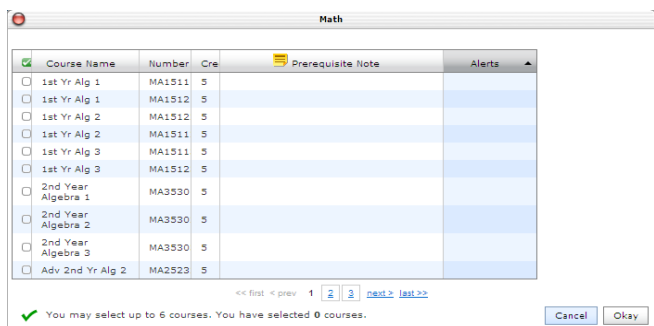 Math
Course Name Number Cre Prerequisite Note Alerts
1st Yr Alg 1 MA1511 5
1st Yr Alg 1 MA1512 5
1st Yr Alg 2 MA1512 5
1st Yr Alg 2 MA1511 5
1st Yr Alg 3 MA1511 5
1st Yr Alg 3 MA1512 5
2nd Year
Algebra 1 MA3530 5
2nd Year
Algebra 2 MA3530 5
2nd Year
Algebra 3 MA3530 5
Adv 2nd Yr Alg 2 MA2523 5
<< first < prev 1 2 3 next > last >>
You may select up to 6 courses. You have selected 0 courses. Cancel Okay